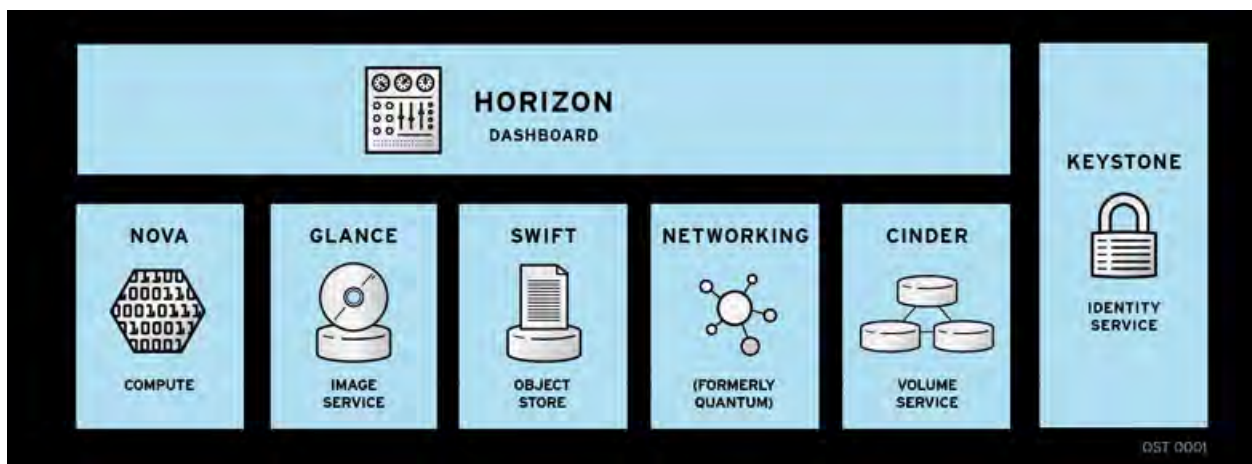 HORIZON
DASHBOARD
KEYSTONE
IDENTITY
SERVICE
NOVA
COMPUTE
GLANCE
IMAGE
SERVICE
SWIFT
OBJECT
STORE
NETWORKING
(FORMERLY
QUANTUM)
CINDER
VOLUME
SERVICE
OST 0001